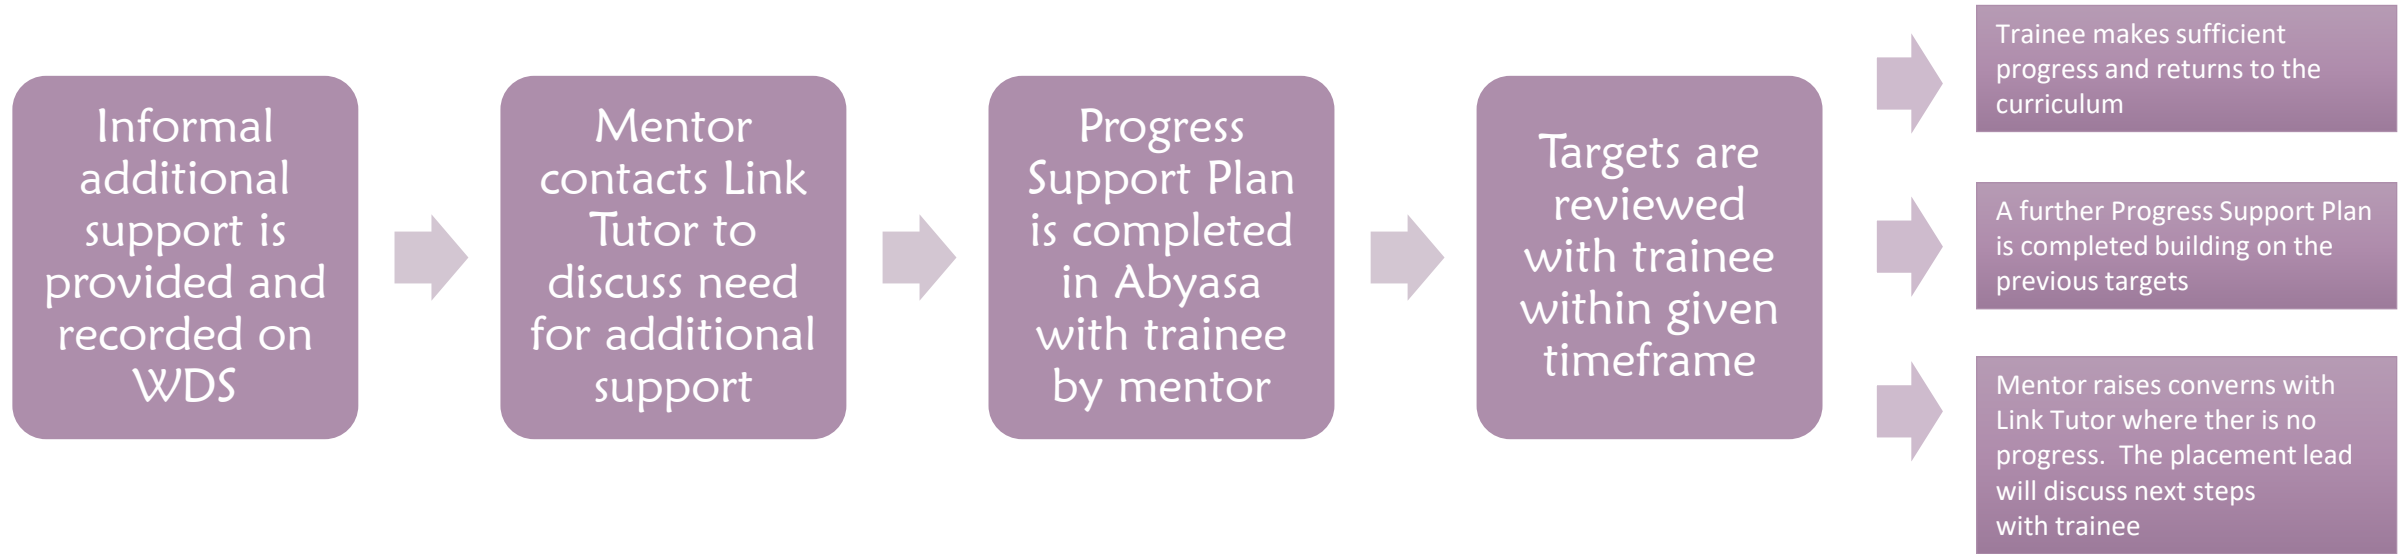 Informal
additional
support is
provided and
recorded on
WDS
Mentor
contacts Link
Tutor to
discuss need
for additional
support
Progress
Support Plan
is completed
in Abyasa
with trainee
by mentor
Targets are
reviewed
with trainee
within given
timeframe
Trainee makes sufficient
progress and returns to the
curriculum
A further Progress Support Plan
is completed building on the
previous targets
Mentor raises converns with
Link Tutor where ther is no
progress.  The placement lead
will discuss next steps
with trainee